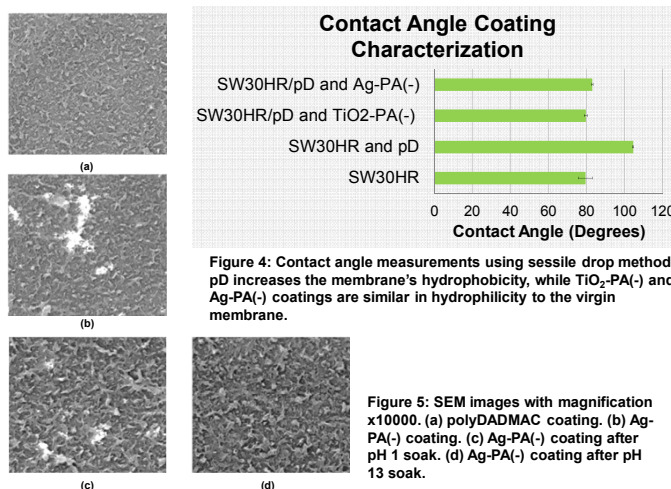 Contact Angle Coating
Characterization
SW30HR/pD and Ag-PA(-)
SW30HR/pD and TiO2-PA(-)
SW30HR and pD
SW30HR
0 20 40 60 80 100 120
Contact Angle (Degrees)
Figure 4: Contact angle measurements using sessile drop method
pD increases the membrane's hydrophobicity, while TiO₂-PA(-) and
Ag-PA(-) coatings are similar in hydrophilicity to the virgin
membrane.
(a)
(b)
(c)
(d)
Figure 5: SEM images with magnification
x10000. (a) polyDADMAC coating. (b) Ag-
PA(-) coating. (c) Ag-PA(-) coating after
pH 1 soak. (d) Ag-PA(-) coating after pH
13 soak.